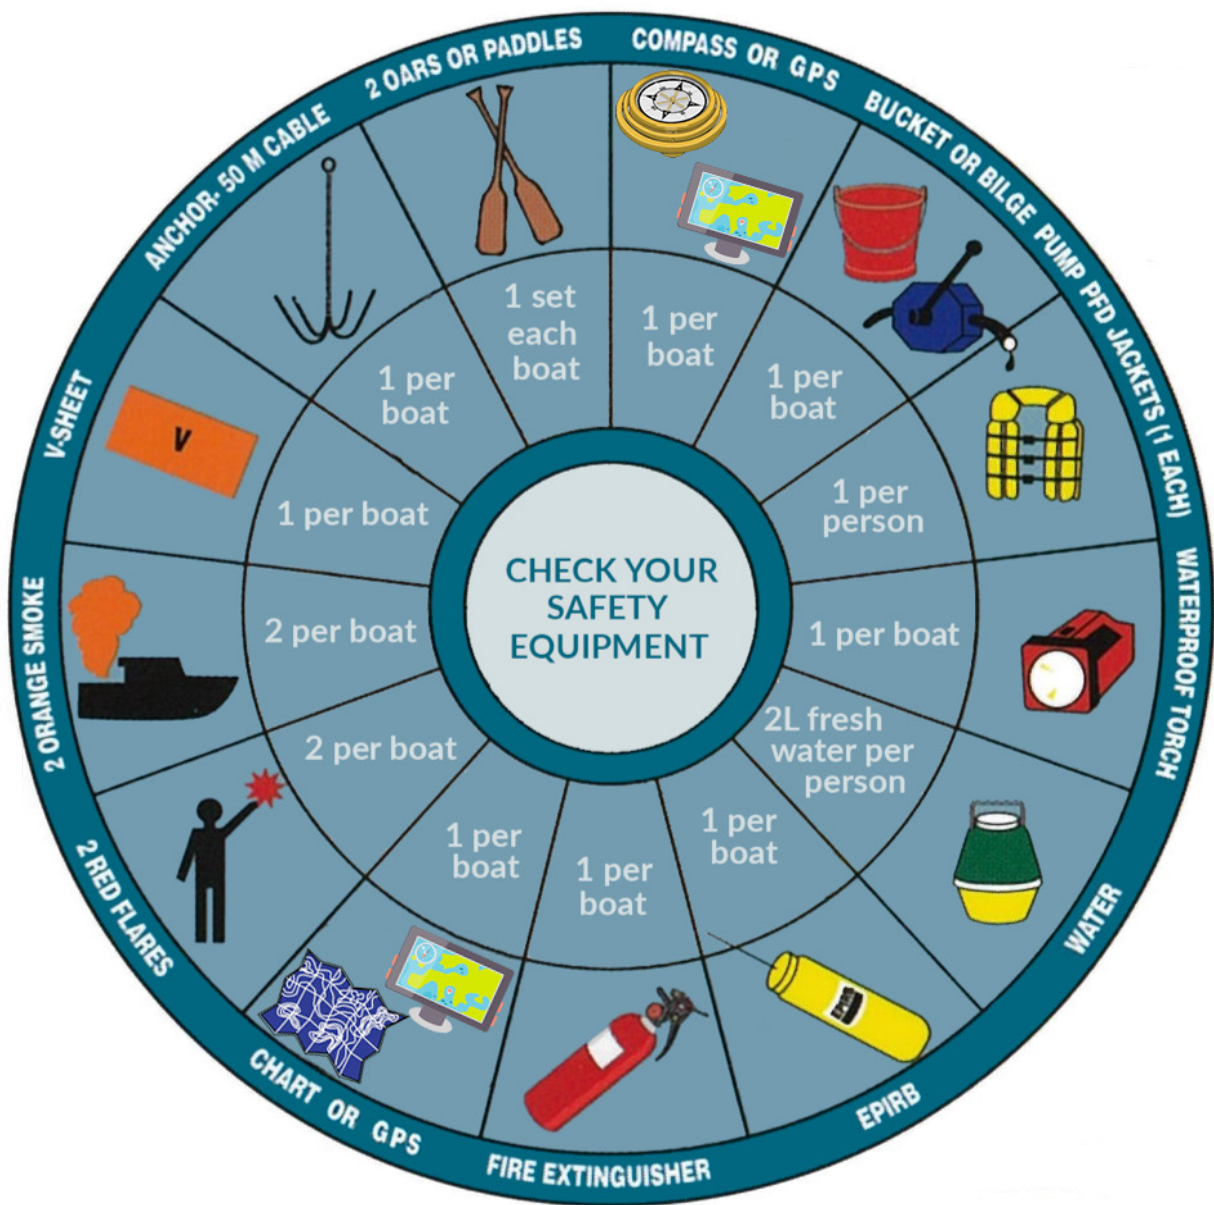 COMPASS OR GPS
BUCKET OR BILGE PUMP
PFD JACKETS (1 EACH)
WATERPROOF TORCH
WATER
EPIRB
FIRE EXTINGUISHER
CHART OR GPS
2 RED FLARES
2 ORANGE SMOKE
V-SHEET
ANCHOR- 50 M CABLE
2 OARS OR PADDLES
1 per
boat
1 per
boat
1 per
person
1 per boat
2L fresh
water per
person
1 per
boat
1 per
boat
1 per
boat
2 per boat
2 per boat
1 per boat
1 per
boat
1 set
each
boat
V
EPIRB
CHECK YOUR
SAFETY
EQUIPMENT